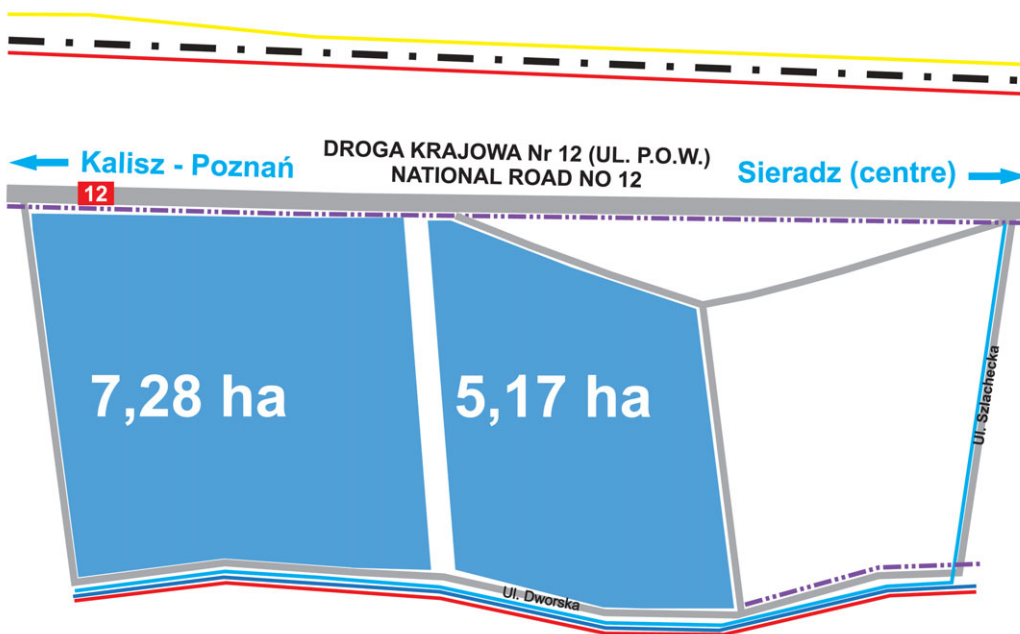 DROGA KRAJOWA Nr 12 (UL. P.O.W.)
NATIONAL ROAD NO 12
Kalisz - Poznań
Sieradz (centre)
12
7,28 ha
5,17 ha
Ul. Szlachecka
Ul. Dworska